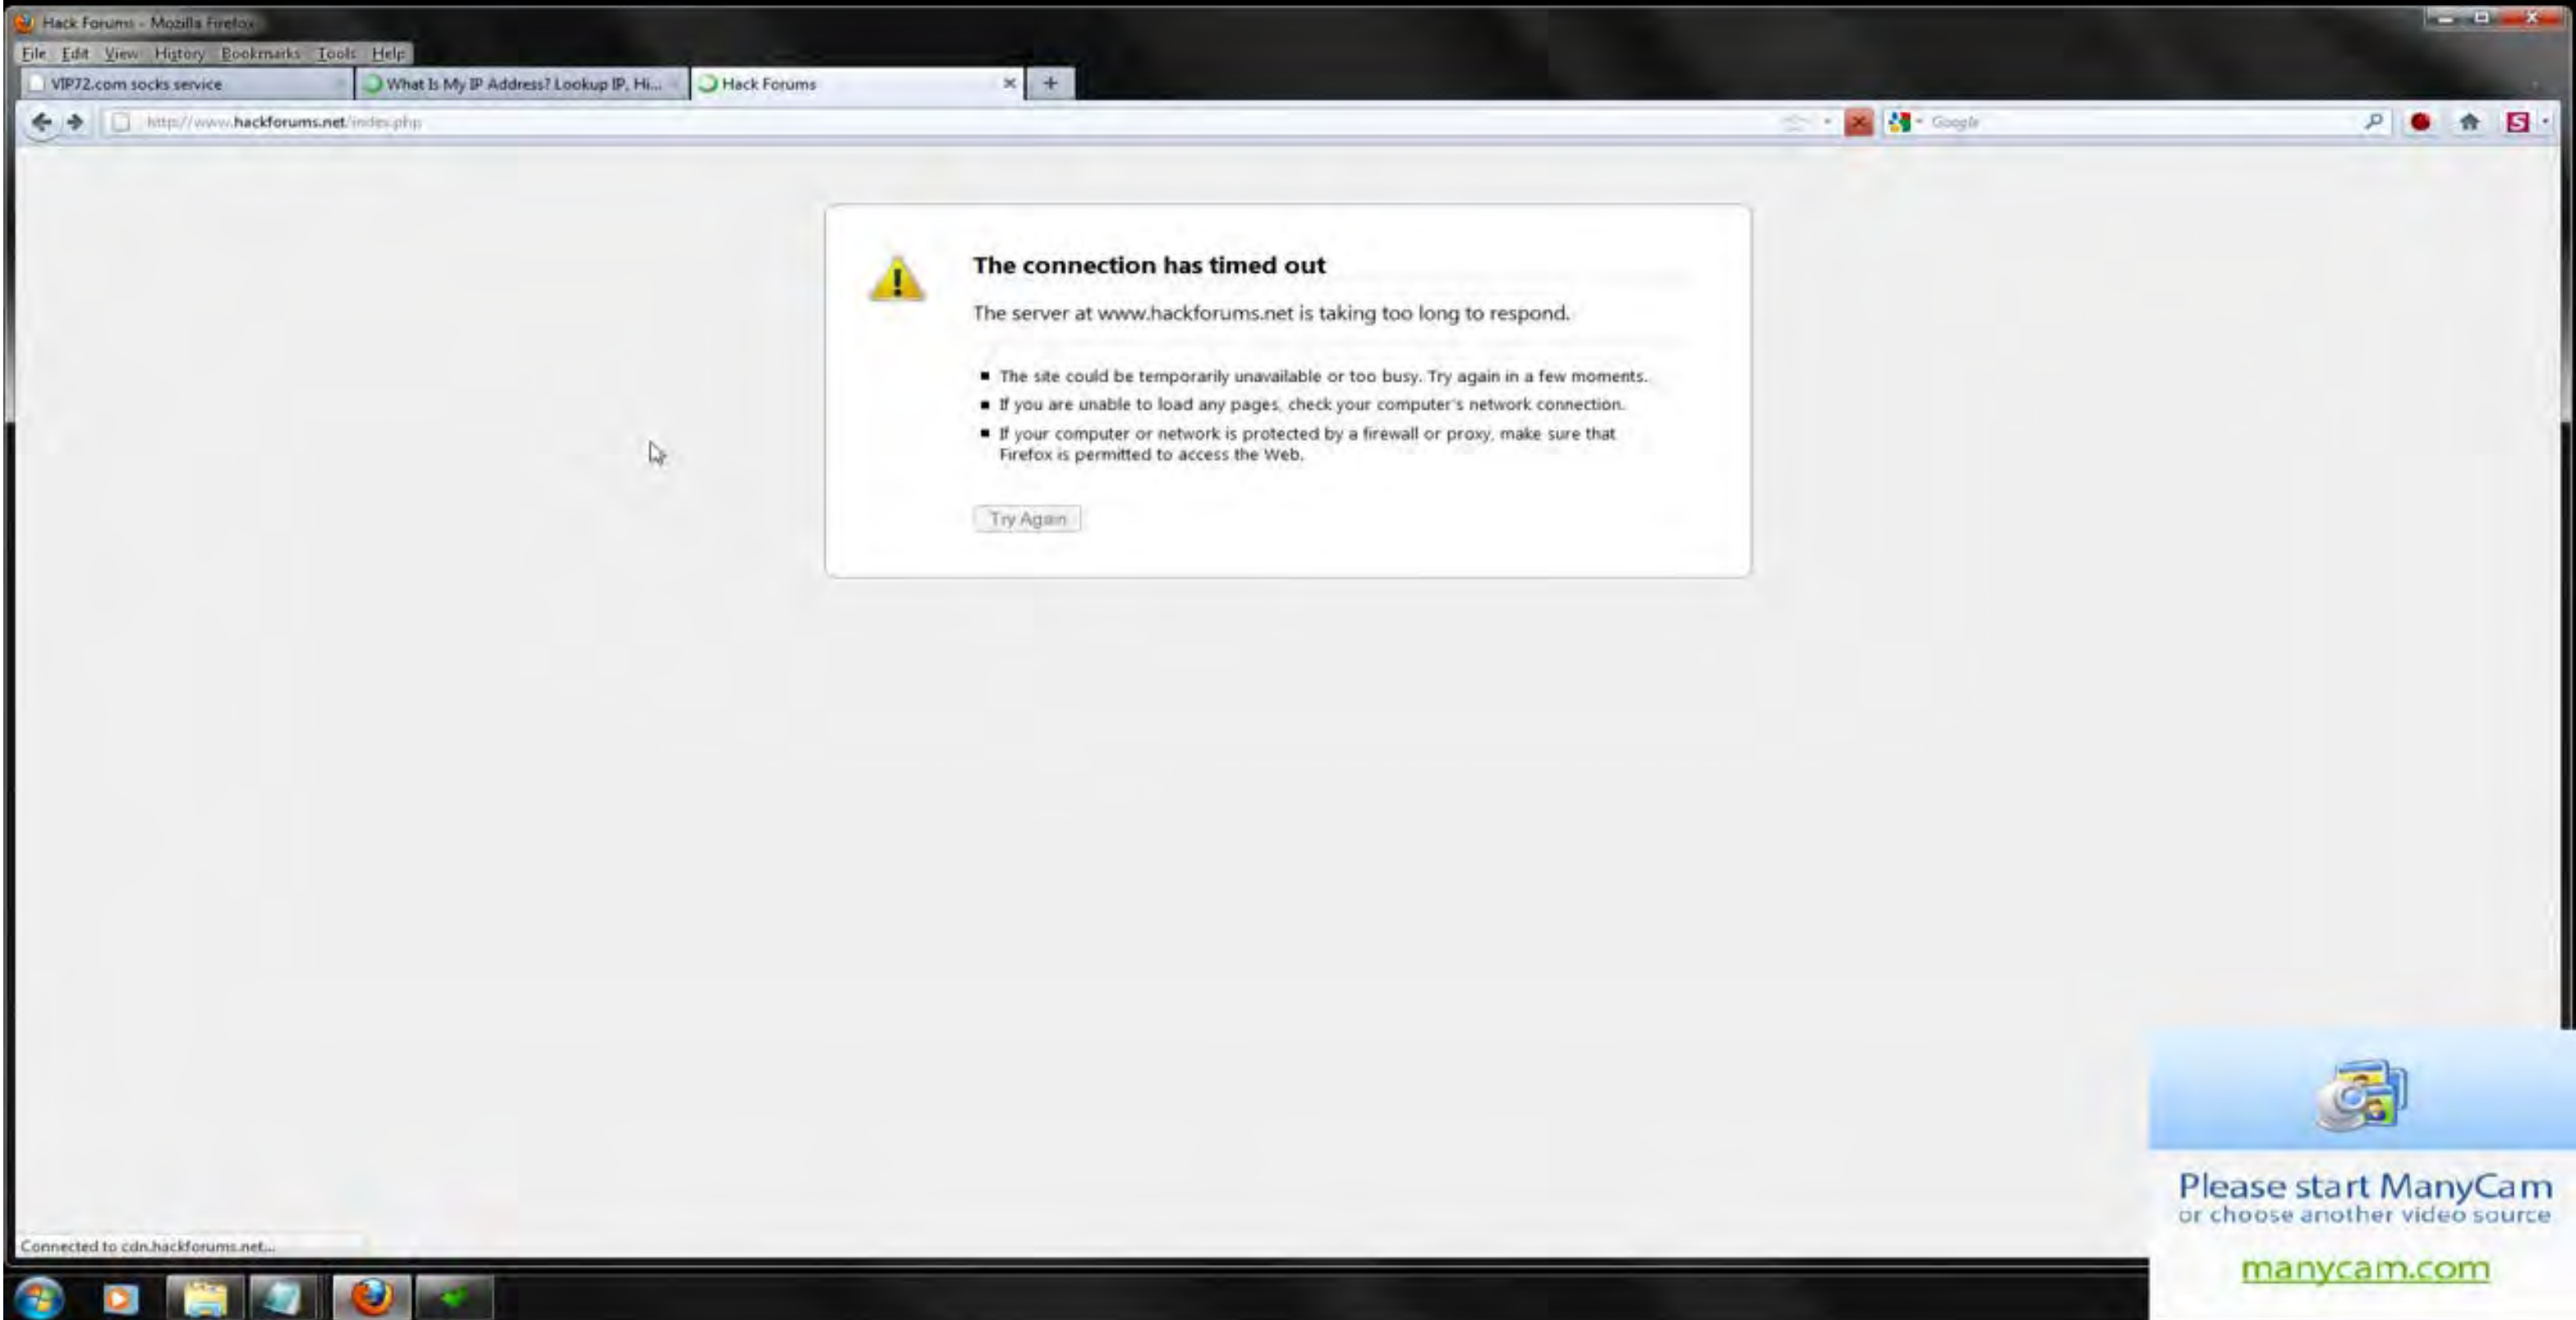 Hack Forums - Mozilla Firefox
File Edit View History Bookmarks Tools Help
VIP72.com socks service
What Is My IP Address? Lookup IP, Hi...
Hack Forums
http://www.hackforums.net/index.php
Google
The connection has timed out
The server at www.hackforums.net is taking too long to respond.
The site could be temporarily unavailable or too busy. Try again in a few moments.
If you are unable to load any pages, check your computer's network connection.
If your computer or network is protected by a firewall or proxy, make sure that
Firefox is permitted to access the Web.
Try Again
Please start ManyCam
or choose another video source
manycam.com
Connected to cdn.hackforums.net...